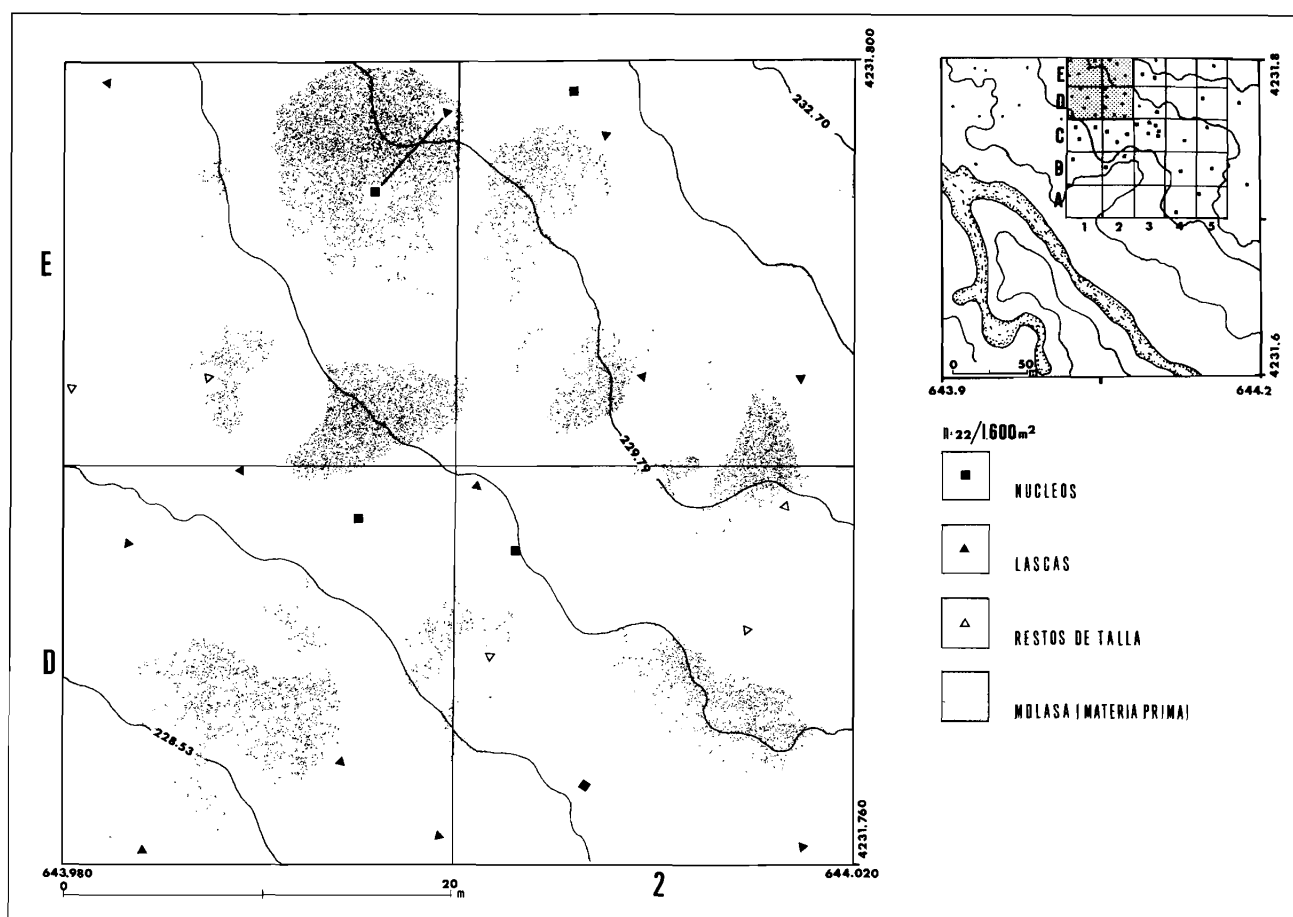 4231.800
232.70
E
229.79
D
228.53
4231.760
643.980
644.020
0
20
m
2
4231.8
E
D
C
B
A
1 2 3 4 5
0 50
4231.6
643.9
644.2
n·22/1.600m²
NUCLEOS
LASCAS
RESTOS DE TALLA
MOLASA (MATERIA PRIMA)